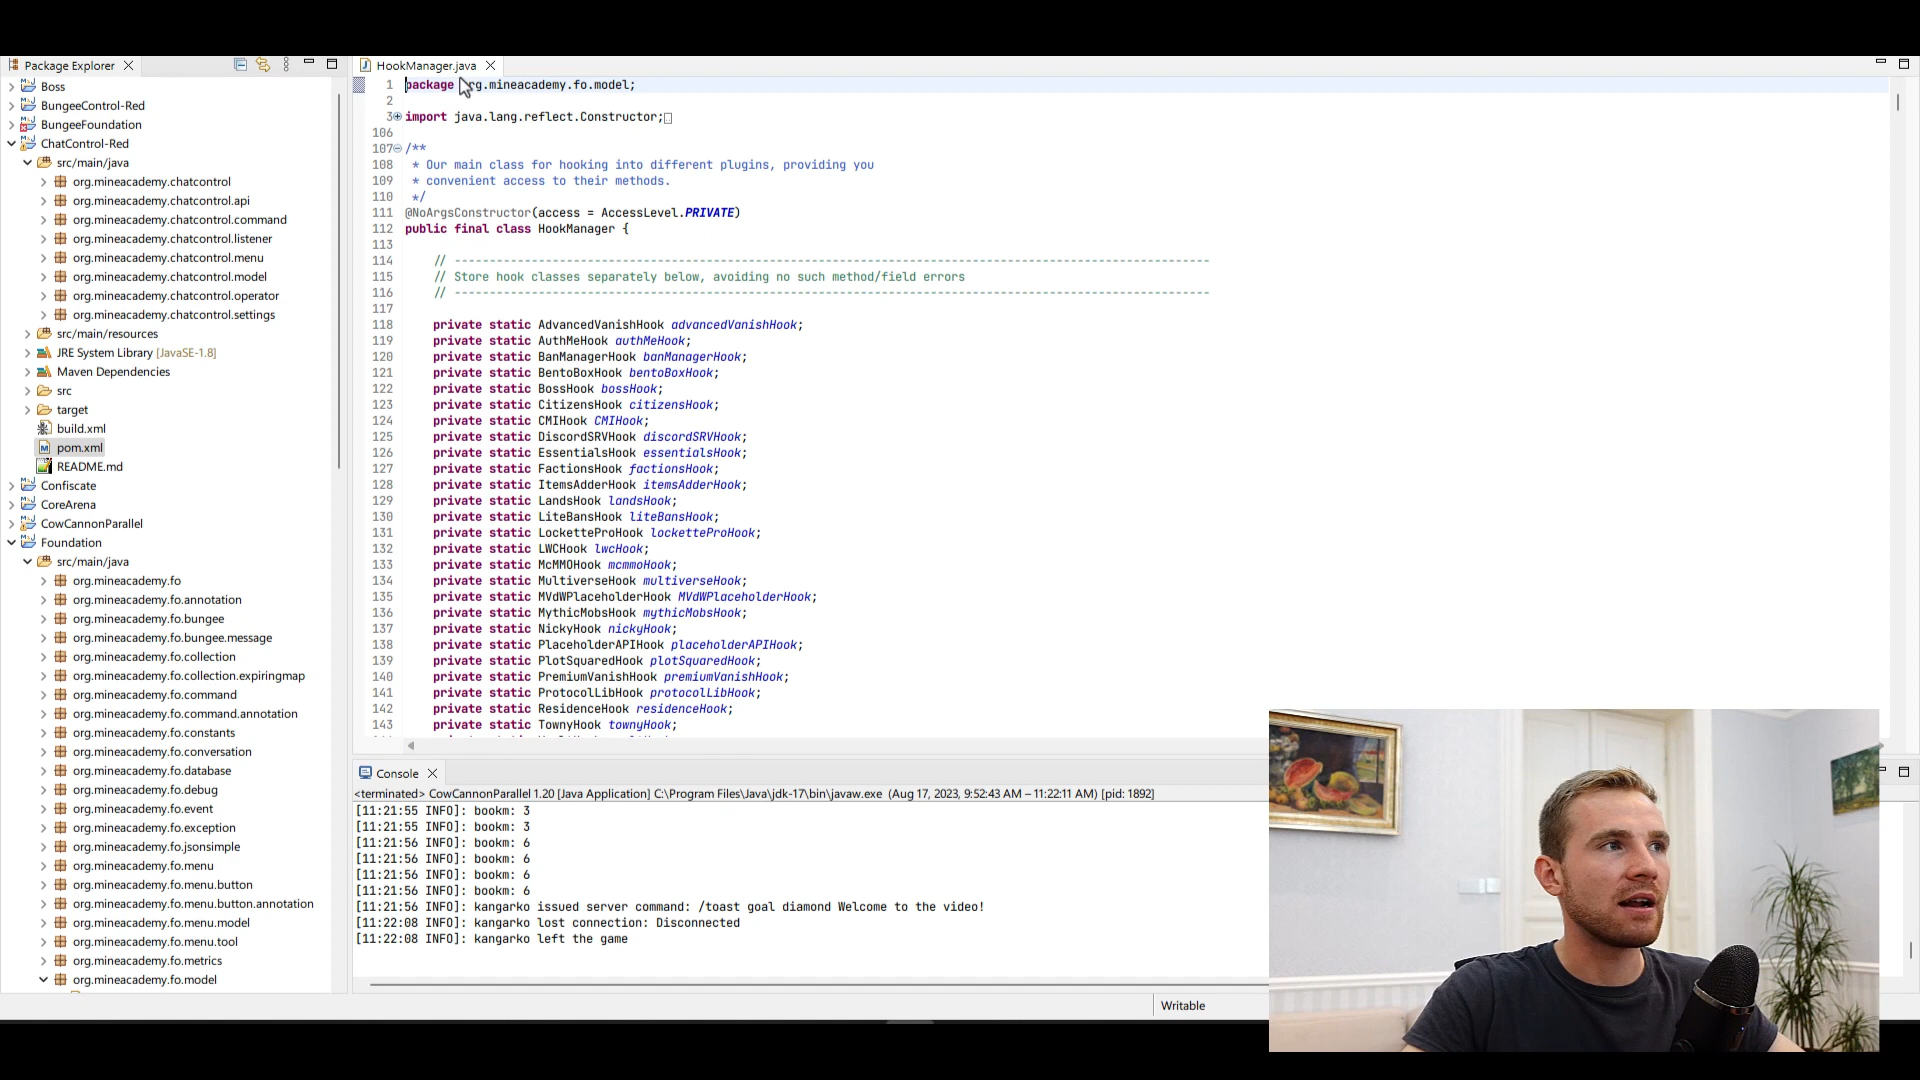 Package Explorer
Boss
BungeeControl-Red
BungeeFoundation
ChatControl-Red
src/main/java
org.mineacademy.chatcontrol
org.mineacademy.chatcontrol.api
org.mineacademy.chatcontrol.command
org.mineacademy.chatcontrol.listener
org.mineacademy.chatcontrol.menu
org.mineacademy.chatcontrol.model
org.mineacademy.chatcontrol.operator
org.mineacademy.chatcontrol.settings
src/main/resources
JRE System Library [JavaSE-1.8]
Maven Dependencies
src
target
build.xml
pom.xml
README.md
Confiscate
CoreArena
CowCannonParallel
Foundation
src/main/java
org.mineacademy.fo
org.mineacademy.fo.annotation
org.mineacademy.fo.bungee
org.mineacademy.fo.bungee.message
org.mineacademy.fo.collection
org.mineacademy.fo.collection.expiringmap
org.mineacademy.fo.command
org.mineacademy.fo.command.annotation
org.mineacademy.fo.constants
org.mineacademy.fo.conversation
org.mineacademy.fo.database
org.mineacademy.fo.debug
org.mineacademy.fo.event
org.mineacademy.fo.exception
org.mineacademy.fo.jsonsimple
org.mineacademy.fo.menu
org.mineacademy.fo.menu.button
org.mineacademy.fo.menu.button.annotation
org.mineacademy.fo.menu.model
org.mineacademy.fo.menu.tool
org.mineacademy.fo.metrics
org.mineacademy.fo.model
HookManager.java
1 package org.mineacademy.fo.model;
2
3 import java.lang.reflect.Constructor;
106
107 /**
108 * Our main class for hooking into different plugins, providing you
109 * convenient access to their methods.
110 */
111 @NoArgsConstructor(access = AccessLevel.PRIVATE)
112 public final class HookManager {
113
114 // ------------------------------------------------------------------------------------------------------------
115 // Store hook classes separately below, avoiding no such method/field errors
116 // ------------------------------------------------------------------------------------------------------------
117
118 private static AdvancedVanishHook advancedVanishHook;
119 private static AuthMeHook authMeHook;
120 private static BanManagerHook banManagerHook;
121 private static BentoBoxHook bentoBoxHook;
122 private static BossHook bossHook;
123 private static CitizensHook citizensHook;
124 private static CMIHook CMIHook;
125 private static DiscordSRVHook discordSRVHook;
126 private static EssentialsHook essentialsHook;
127 private static FactionsHook factionsHook;
128 private static ItemsAdderHook itemsAdderHook;
129 private static LandsHook landsHook;
130 private static LiteBansHook liteBansHook;
131 private static LocketteProHook locketteProHook;
132 private static LWCHook lwcHook;
133 private static McMMOHook mcmmoHook;
134 private static MultiverseHook multiverseHook;
135 private static MVdWPlaceholderHook MVdWPlaceholderHook;
136 private static MythicMobsHook mythicMobsHook;
137 private static NickyHook nickyHook;
138 private static PlaceholderAPIHook placeholderAPIHook;
139 private static PlotSquaredHook plotSquaredHook;
140 private static PremiumVanishHook premiumVanishHook;
141 private static ProtocolLibHook protocolLibHook;
142 private static ResidenceHook residenceHook;
143 private static TownyHook townyHook;
Console
<terminated> CowCannonParallel 1.20 [Java Application] C:\Program Files\Java\jdk-17\bin\javaw.exe (Aug 17, 2023, 9:52:43 AM – 11:22:11 AM) [pid: 1892]
[11:21:55 INFO]: bookm: 3
[11:21:55 INFO]: bookm: 3
[11:21:56 INFO]: bookm: 6
[11:21:56 INFO]: bookm: 6
[11:21:56 INFO]: bookm: 6
[11:21:56 INFO]: bookm: 6
[11:21:56 INFO]: kangarko issued server command: /toast goal diamond Welcome to the video!
[11:22:08 INFO]: kangarko lost connection: Disconnected
[11:22:08 INFO]: kangarko left the game
Writable